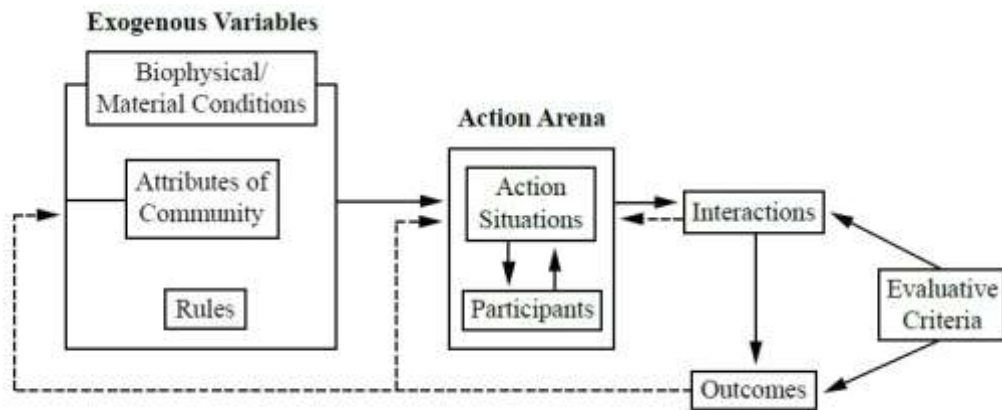 Exogenous Variables
Biophysical/
Material Conditions
Attributes of
Community
Rules
Action Arena
Action
Situations
Participants
Interactions
Evaluative
Criteria
Outcomes